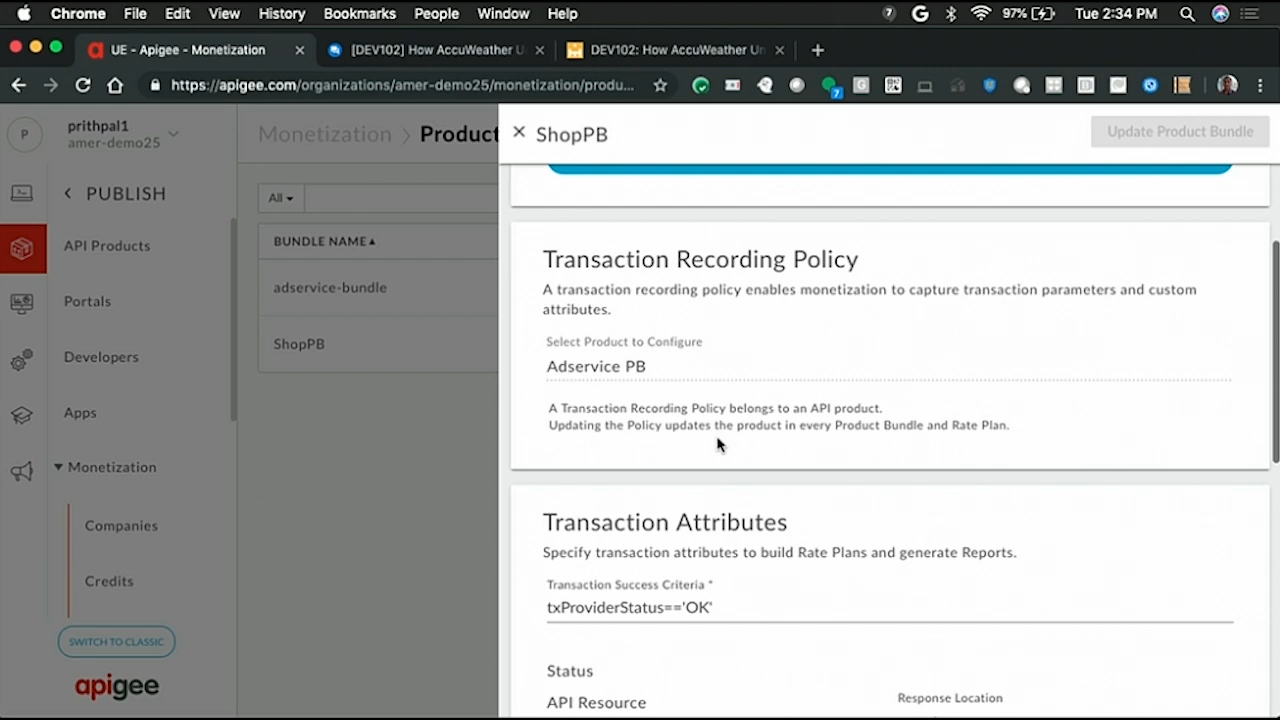 Chrome File Edit View History Bookmarks People Window Help 7 97% Tue 2:34 PM
UE - Apigee - Monetization [DEV102] How AccuWeather U DEV102: How AccuWeather Un
https://apigee.com/organizations/amer-demo25/monetization/produ... 7
P
prithpal1
amer-demo25
Monetization > Product
× ShopPB
Update Product Bundle
PUBLISH
API Products
Portals
Developers
Apps
Monetization
Companies
Credits
SWITCH TO CLASSIC
apigee
All
BUNDLE NAME
adservice-bundle
ShopPB
Transaction Recording Policy
A transaction recording policy enables monetization to capture transaction parameters and custom
attributes.
Select Product to Configure
Adservice PB
A Transaction Recording Policy belongs to an API product.
Updating the Policy updates the product in every Product Bundle and Rate Plan.
Transaction Attributes
Specify transaction attributes to build Rate Plans and generate Reports.
Transaction Success Criteria *
txProviderStatus=='OK'
Status
API Resource
Response Location